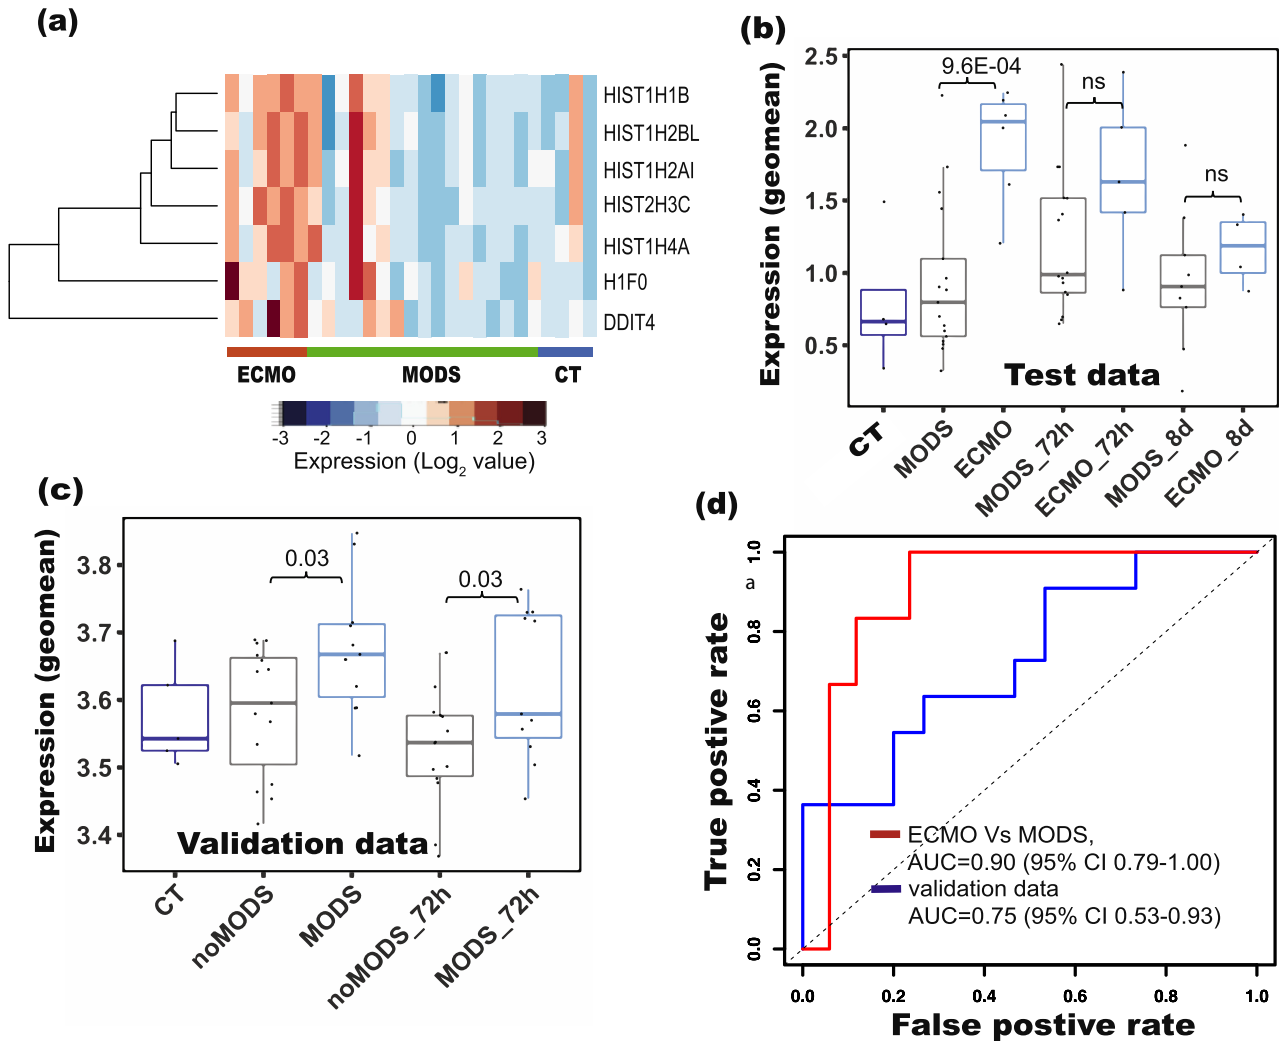 (a)
HIST1H1B
HIST1H2BL
HIST1H2AI
HIST2H3C
HIST1H4A
H1F0
DDIT4
ECMO MODS CT
-3 -2 -1 0 1 2 3
Expression (Log2 value)
(b)
Expression (geomean)
2.5
2.0
1.5
1.0
0.5
9.6E-04
ns
ns
Test data
CT
MODS
ECMO
MODS_72h
ECMO_72h
MODS_8d
ECMO_8d
(c)
Expression (geomean)
3.8
3.7
3.6
3.5
3.4
0.03
0.03
Validation data
CT
noMODS
MODS
noMODS_72h
MODS_72h
(d)
a
True postive rate
1.0
0.8
0.6
0.4
0.2
0.0
ECMO Vs MODS,
AUC=0.90 (95% CI 0.79-1.00)
validation data
AUC=0.75 (95% CI 0.53-0.93)
0.0 0.2 0.4 0.6 0.8 1.0
False postive rate